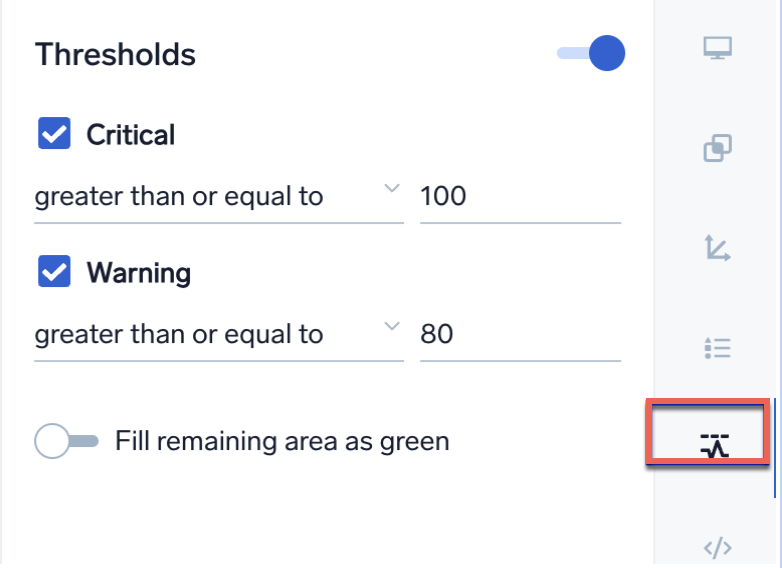 Thresholds
Critical
greater than or equal to 100
Warning
greater than or equal to 80
Fill remaining area as green